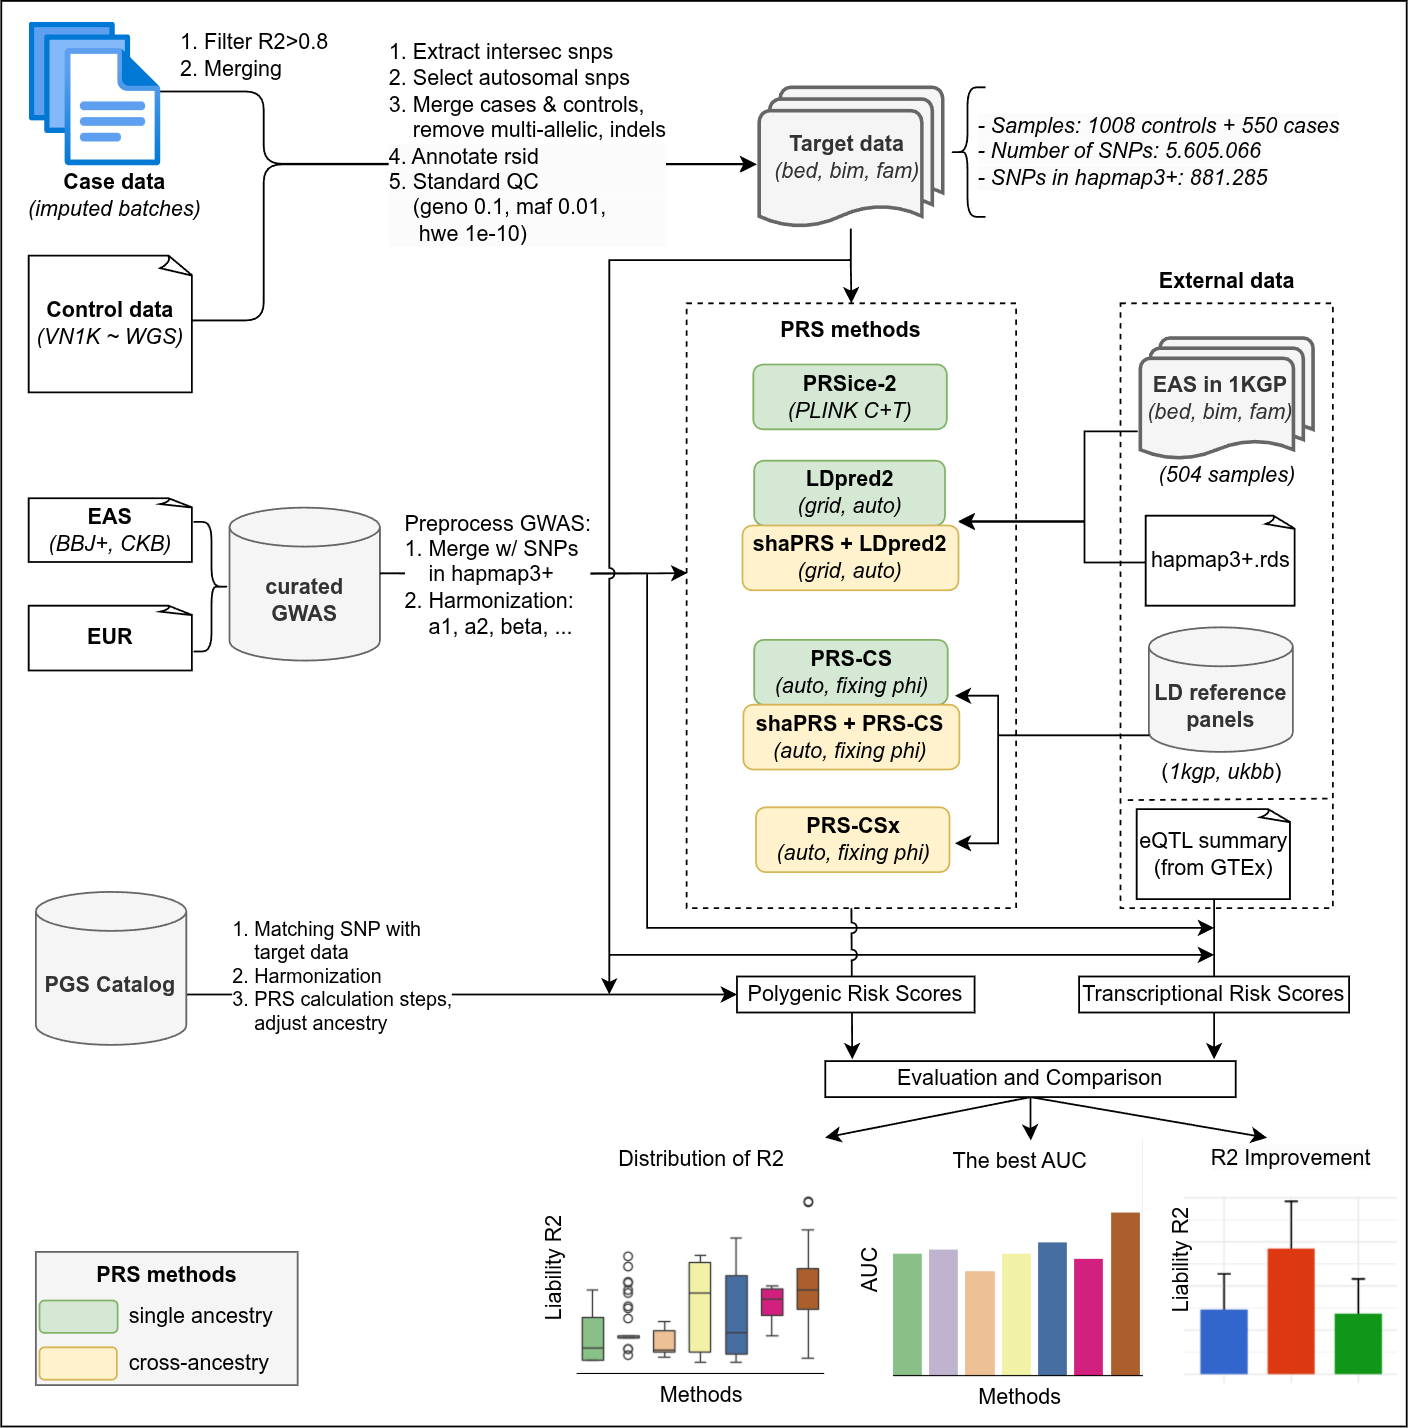 1. Filter R2>0.8
2. Merging
Case data
(imputed batches)
1. Extract intersec snps
2. Select autosomal snps
3. Merge cases & controls,
remove multi-allelic, indels
4. Annotate rsid
5. Standard QC
(geno 0.1, maf 0.01,
hwe 1e-10)
Target data
(bed, bim, fam)
- Samples: 1008 controls + 550 cases
- Number of SNPs: 5.605.066
- SNPs in hapmap3+: 881.285
Control data
(VN1K ~ WGS)
External data
PRS methods
PRSice-2
(PLINK C+T)
LDpred2
(grid, auto)
shaPRS + LDpred2
(grid, auto)
PRS-CS
(auto, fixing phi)
shaPRS + PRS-CS
(auto, fixing phi)
PRS-CSx
(auto, fixing phi)
EAS in 1KGP
(bed, bim, fam)
(504 samples)
hapmap3+.rds
LD reference
panels
(1kgp, ukbb)
eQTL summary
(from GTEx)
EAS
(BBJ+, CKB)
EUR
curated
GWAS
Preprocess GWAS:
1. Merge w/ SNPs
in hapmap3+
2. Harmonization:
a1, a2, beta, ...
PGS Catalog
1. Matching SNP with
target data
2. Harmonization
3. PRS calculation steps,
adjust ancestry
Polygenic Risk Scores
Transcriptional Risk Scores
Evaluation and Comparison
Distribution of R2
Liability R2
Methods
The best AUC
AUC
Methods
R2 Improvement
Liability R2
PRS methods
single ancestry
cross-ancestry